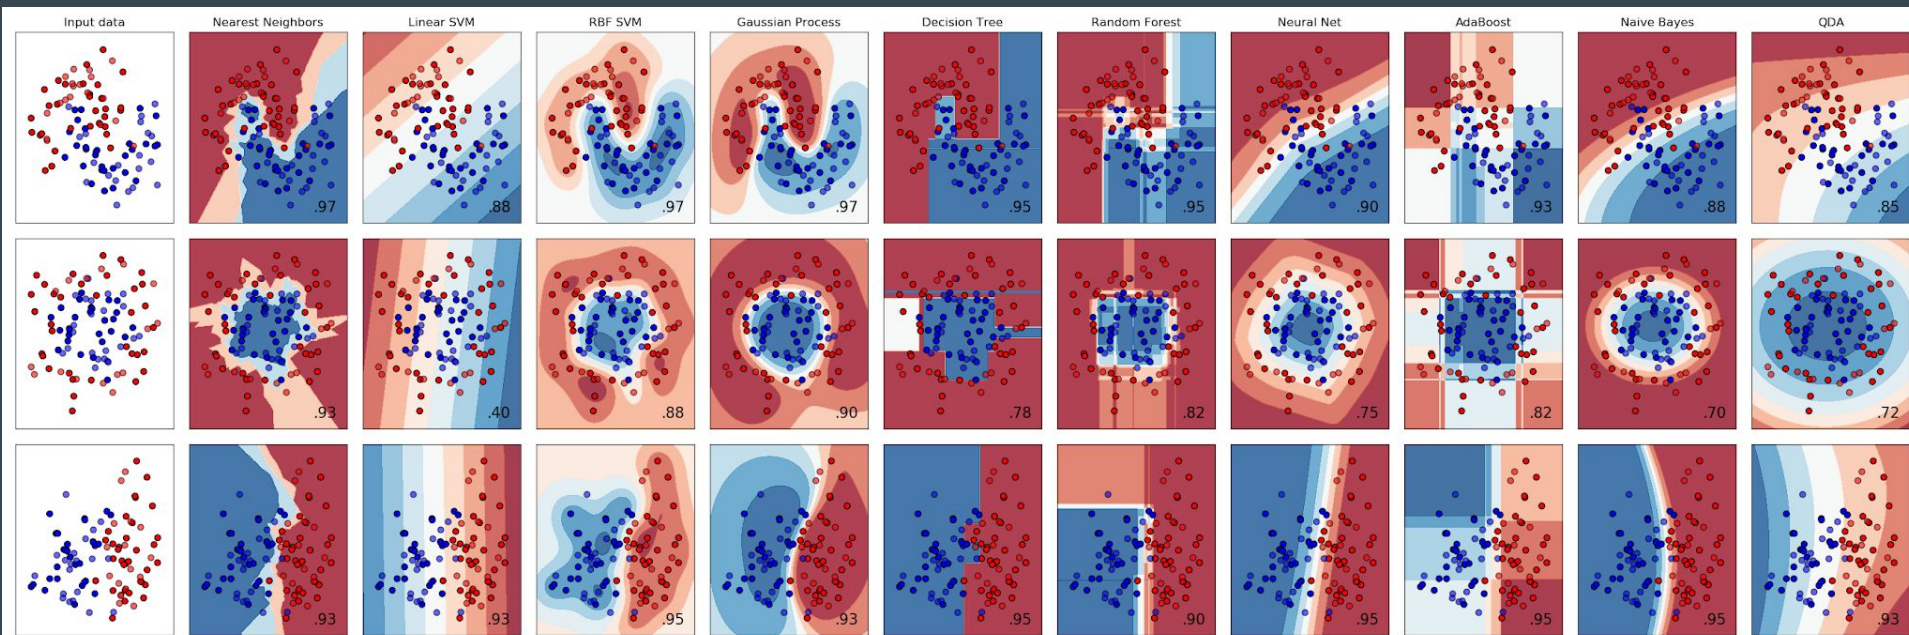 Input data Nearest Neighbors Linear SVM RBF SVM Gaussian Process Decision Tree Random Forest Neural Net AdaBoost Naive Bayes QDA
.97 .88 .97 .97 .95 .95 .90 .93 .88 .85
.93 .40 .88 .90 .78 .82 .75 .82 .70 .72
.93 .93 .95 .93 .95 .90 .95 .95 .95 .93